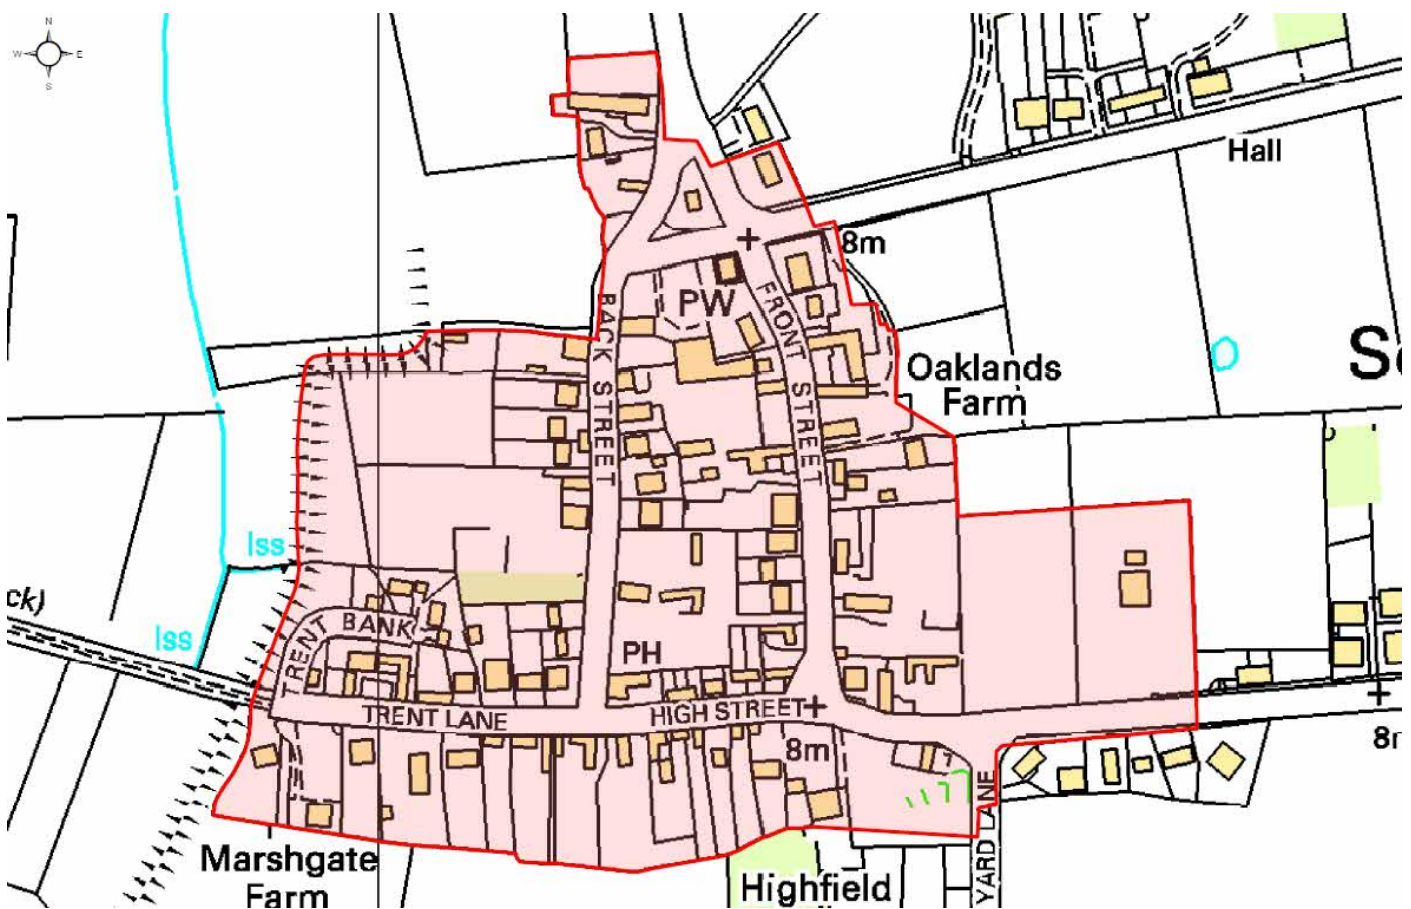 N
W E
S
Hall
8m
PW
BACK STREET
FRONT STREET
Oaklands
Farm
Iss
Iss
ck)
TRENT BANK
PH
TRENT LANE
HIGH STREET
8m
YARD LANE
Marshgate
Farm
Highfield